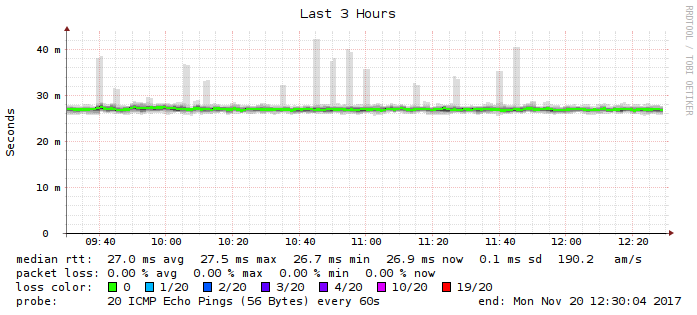 Last 3 Hours
RRDTOOL / TOBI OETIKER
Seconds
40 m
30 m
20 m
10 m
0
09:40 10:00 10:20 10:40 11:00 11:20 11:40 12:00 12:20
median rtt: 27.0 ms avg 27.5 ms max 26.7 ms min 26.9 ms now 0.1 ms sd 190.2 am/s
packet loss: 0.00 % avg 0.00 % max 0.00 % min 0.00 % now
loss color: 0 1/20 2/20 3/20 4/20 10/20 19/20
probe: 20 ICMP Echo Pings (56 Bytes) every 60s end: Mon Nov 20 12:30:04 2017